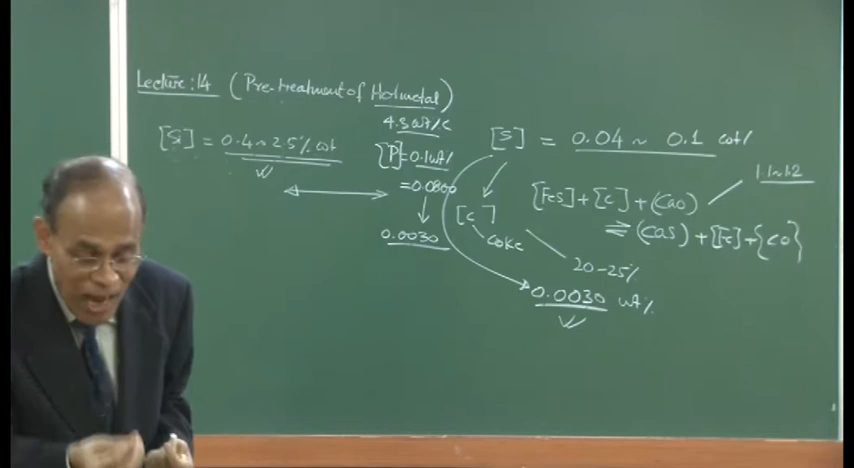 Lecture: 14 (Pre-treatment of Hotmetal)
[Si] = 0.4 ~ 2.5% wt
4.5 wt% C
[P] = 0.1 wt%
= 0.0800
0.0030
[S] = 0.04 ~ 0.1 wt%
[C]
coke
[FeS] + [C] + (CaO)
⇌ (CaS) + [Fe] + {CO}
1.1 ~ 1.2
20-25%
0.0030 wt%